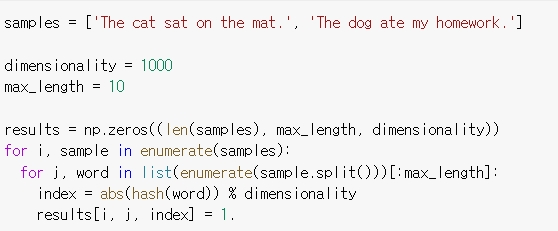 samples = ['The cat sat on the mat.', 'The dog ate my homework.']

dimensionality = 1000
max_length = 10

results = np.zeros((len(samples), max_length, dimensionality))
for i, sample in enumerate(samples):
  for j, word in list(enumerate(sample.split()))[:max_length]:
    index = abs(hash(word)) % dimensionality
    results[i, j, index] = 1.